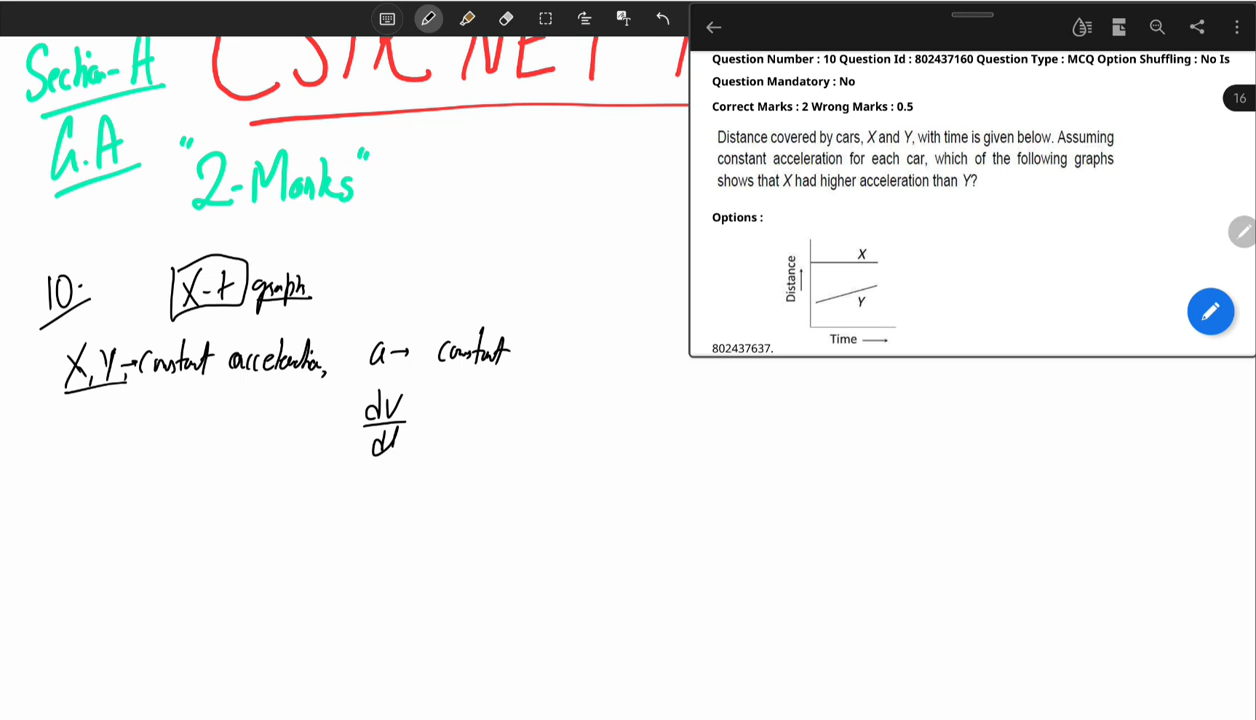 Section-A CSIR NET
G.A "2-Marks"
10. X-t graph
X, Y → Constant acceleration, a → constant
dv
dt
16
Question Number : 10 Question Id : 802437160 Question Type : MCQ Option Shuffling : No Is
Question Mandatory : No
Correct Marks : 2 Wrong Marks : 0.5
Distance covered by cars, X and Y, with time is given below. Assuming
constant acceleration for each car, which of the following graphs
shows that X had higher acceleration than Y?
Options :
X
Distance
Y
Time
802437637.